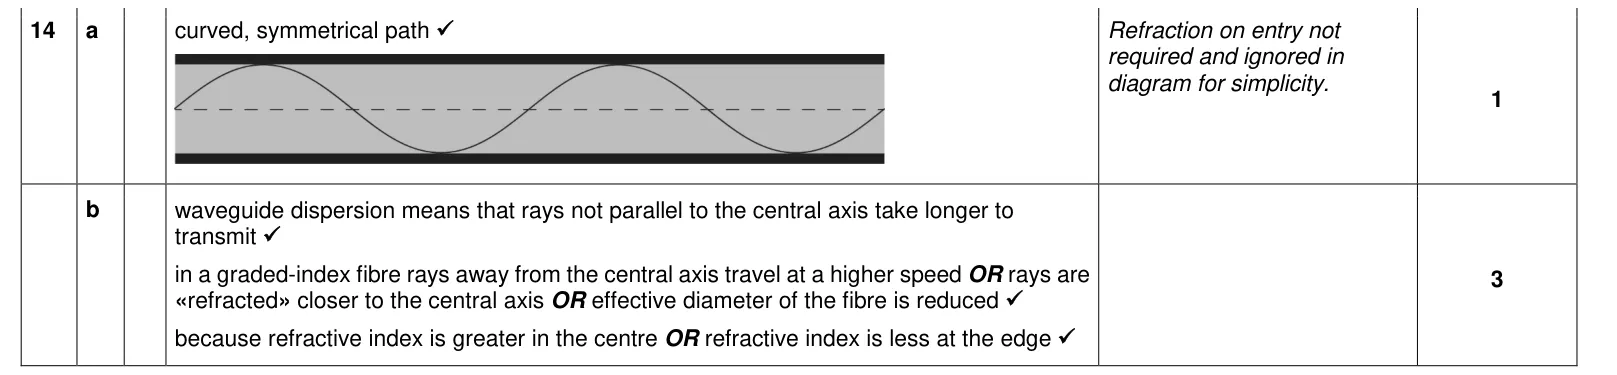 14 a curved, symmetrical path ✓ Refraction on entry not
required and ignored in
diagram for simplicity.
1
b waveguide dispersion means that rays not parallel to the central axis take longer to
transmit ✓
in a graded-index fibre rays away from the central axis travel at a higher speed OR rays are
«refracted» closer to the central axis OR effective diameter of the fibre is reduced ✓
3
because refractive index is greater in the centre OR refractive index is less at the edge ✓